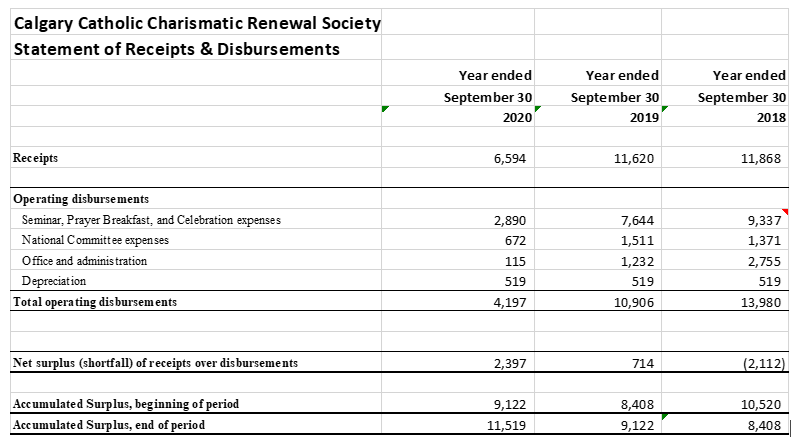 Calgary Catholic Charismatic Renewal Society
Statement of Receipts & Disbursements
Year ended Year ended Year ended
September 30 September 30 September 30
2020 2019 2018
Receipts 6,594 11,620 11,868
Operating disbursements
Seminar, Prayer Breakfast, and Celebration expenses 2,890 7,644 9,337
National Committee expenses 672 1,511 1,371
Office and administration 115 1,232 2,755
Depreciation 519 519 519
Total operating disbursements 4,197 10,906 13,980
Net surplus (shortfall) of receipts over disbursements 2,397 714 (2,112)
Accumulated Surplus, beginning of period 9,122 8,408 10,520
Accumulated Surplus, end of period 11,519 9,122 8,408